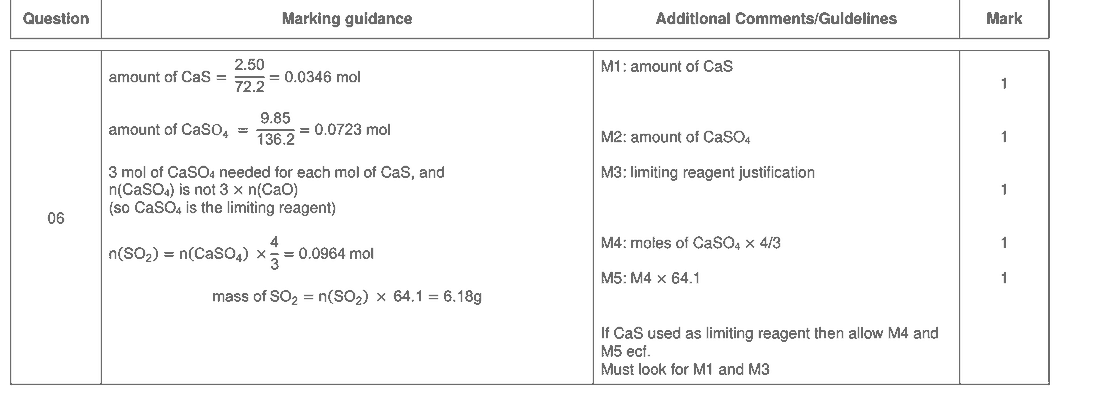 Question Marking guidance Additional Comments/Guidelines Mark
06
amount of CaS = 2.50/72.2 = 0.0346 mol
M1: amount of CaS
1
amount of CaSO₄ = 9.85/136.2 = 0.0723 mol
M2: amount of CaSO₄
1
3 mol of CaSO₄ needed for each mol of CaS, and
n(CaSO₄) is not 3 × n(CaO)
(so CaSO₄ is the limiting reagent)
M3: limiting reagent justification
1
n(SO₂) = n(CaSO₄) × 4/3 = 0.0964 mol
M4: moles of CaSO₄ × 4/3
1
mass of SO₂ = n(SO₂) × 64.1 = 6.18g
M5: M4 × 64.1
1
If CaS used as limiting reagent then allow M4 and
M5 ecf.
Must look for M1 and M3